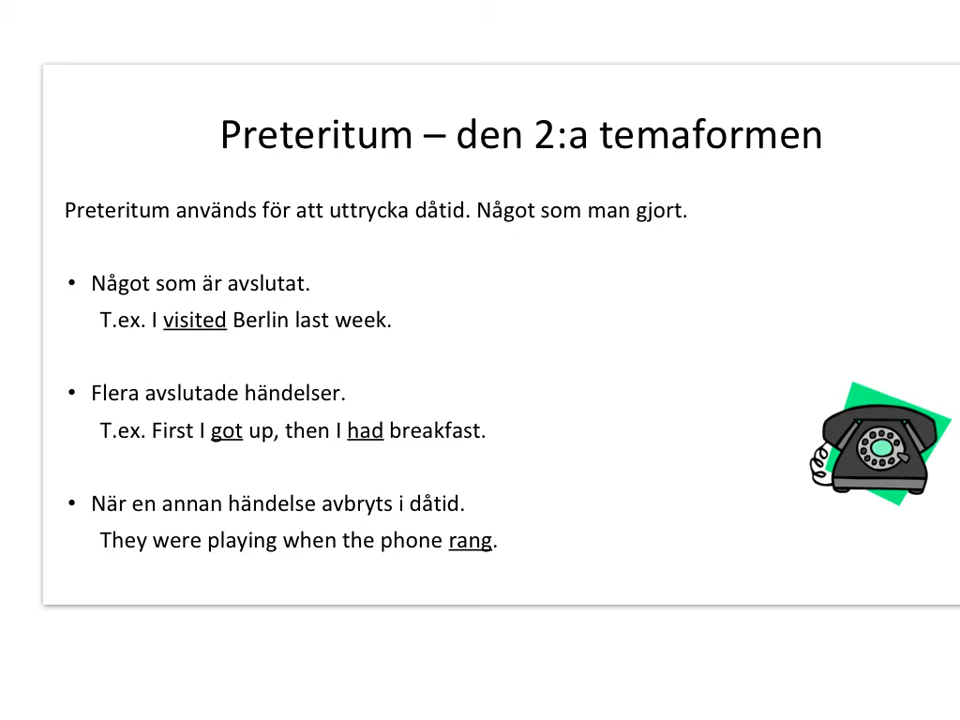 Preteritum – den 2:a temaformen
Preteritum används för att uttrycka dåtid. Något som man gjort.
• Något som är avslutat.
T.ex. I visited Berlin last week.
• Flera avslutade händelser.
T.ex. First I got up, then I had breakfast.
• När en annan händelse avbryts i dåtid.
They were playing when the phone rang.